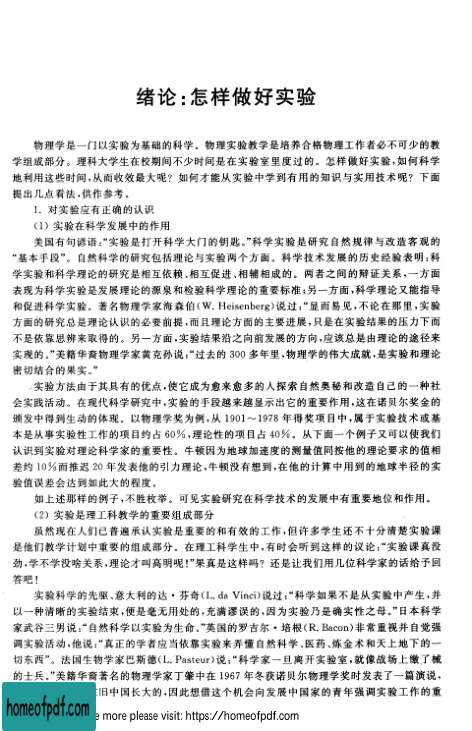 绪论:怎样做好实验
物理学是一门以实验为基础的科学。物理实验教学是培养合格物理工作者必不可少的教
学组成部分。理科大学生在校期间不少时间是在实验室里度过的。怎样做好实验,如何科学
地利用这些时间,从而收效最大呢?如何才能从实验中学到有用的知识与实用技术呢?下面
提出几点看法,供作参考。
1. 对实验应有正确的认识
(1) 实验在科学发展中的作用
美国有句谚语:“实验是打开科学大门的钥匙。”科学实验是研究自然规律与改造客观的
“基本手段”。自然科学的研究包括理论与实验两个方面。科学技术发展的历史经验表明:科
学实验和科学理论的研究是相互依赖、相互促进、相辅相成的。两者之间的辩证关系,一方面
表现为科学实验是发展理论的源泉和检验科学理论的重要标准;另一方面,科学理论又能指导
和促进科学实验。著名物理学家海森伯(W. Heisenberg)说过:“显而易见,不论在那里,实验
方面的研究总是理论认识的必要前提,而且理论方面的主要进展,只是在实验结果的压力下而
不是依靠思辨来取得的。另一方面,实验结果沿之向前发展的方向,应该总是由理论的途径来
实现的。”美籍华裔物理学家黄克孙说:“过去的 300 多年里,物理学的伟大成就,是实验和理论
密切结合的果实。”
实验方法由于其具有的优点,使它成为愈来愈多的人探索自然奥秘和改造自己的一种社
会实践活动。在现代科学研究中,实验的手段越来越显示出它的重要作用,这在诺贝尔奖金的
颁发中得到生动的体现。以物理学奖为例,从 1901~1978 年得奖项目中,属于实验技术或基
本是从事实验性工作的项目约占 60%,理论性的项目占 40%。从下面一个例子又可以使我们
认识到实验对理论科学家的重要性。牛顿因为地球加速度的测量值同按他的理论要求的值相
差约 10%而推迟 20 年发表他的引力理论,牛顿没有想到,在他的计算中用到的地球半径的实
验值误差会达到如此大的程度。
如上述那样的例子,不胜枚举。可见实验研究在科学技术的发展中有重要地位和作用。
(2) 实验是理工科教学的重要组成部分
虽然现在人们已普遍承认实验是重要的和有效的工作,但许多学生还不十分清楚实验课
是他们教学计划中重要的组成部分。在理工科学生中,有时会听到这样的议论:“实验课真没
劲,学不学没啥关系,理论才叫高明呢!”果真是这样吗?还是让我们用几位科学家的话给予回
答吧!
实验科学的先驱、意大利的达·芬奇(L. da Vinci)说过:“科学如果不是从实验中产生,并
以一种清晰的实验结束,便是毫无用处的,充满谬误的,因为实验乃是确实性之母。”日本科学
家武谷三男说:“自然科学以实验为生命。”英国的罗吉尔·培根(R. Bacon)非常重视并自觉强
调实验活动,他说:“真正的学者应当依靠实验来弄懂自然科学、医药、炼金术和天上地下的一
切东西”。法国生物学家巴斯德(L. Pasteur)说:“科学家一旦离开实验室,就像战场上缴了械
的士兵。”美籍华裔著名的物理学家丁肇中在 1967 年冬获诺贝尔物理学奖时发表了一篇演说,
旧中国长大的,因此想借这个机会向发展中国家的青年强调实验工作的重
homeofpdf.com
e more please visit: https://homeofpdf.com